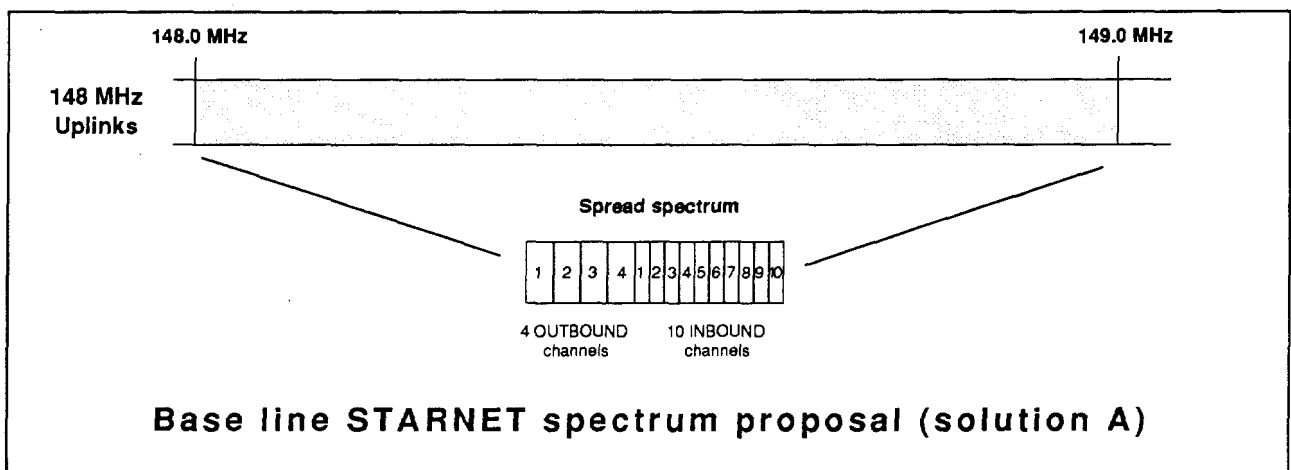 148.0 MHz 149.0 MHz
148 MHz
Uplinks
Spread spectrum
1 2 3 4 1 2 3 4 5 6 7 8 9 10
4 OUTBOUND 10 INBOUND
channels channels
Base line STARNET spectrum proposal (solution A)